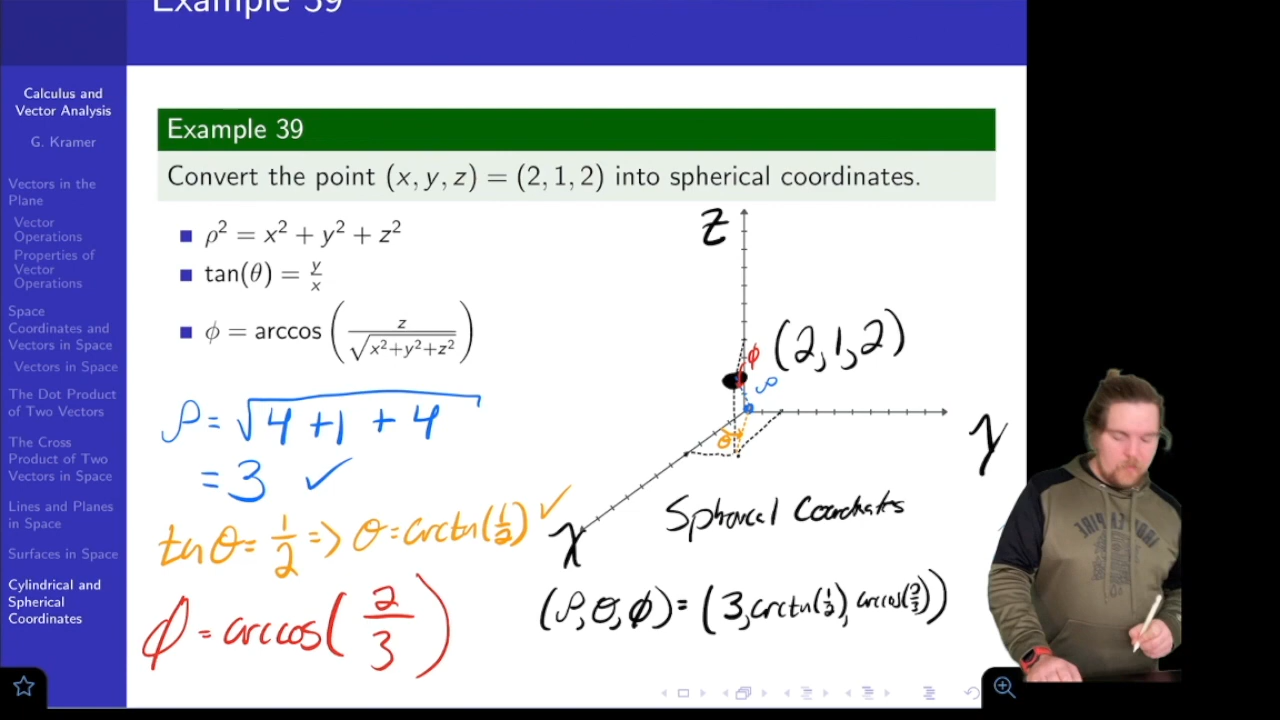 Example 39
Calculus and
Vector Analysis
G. Kramer
Vectors in the
Plane
Vector
Operations
Properties of
Vector
Operations
Space
Coordinates and
Vectors in Space
Vectors in Space
The Dot Product
of Two Vectors
The Cross
Product of Two
Vectors in Space
Lines and Planes
in Space
Surfaces in Space
Cylindrical and
Spherical
Coordinates
Example 39
Convert the point (x, y, z) = (2, 1, 2) into spherical coordinates.
ρ² = x² + y² + z²
tan(θ) = y/x
ϕ = arccos(z/√(x²+y²+z²))
ρ = √(4 + 1 + 4)
= 3 ✓
tan θ = 1/2 => θ = arctan(1/2) ✓
ϕ = arccos(2/3)
z
(2,1,2)
ϕ
ρ
θ
y
x
Spherical Coordinates
(ρ, θ, ϕ) = (3, arctan(1/2), arccos(2/3))